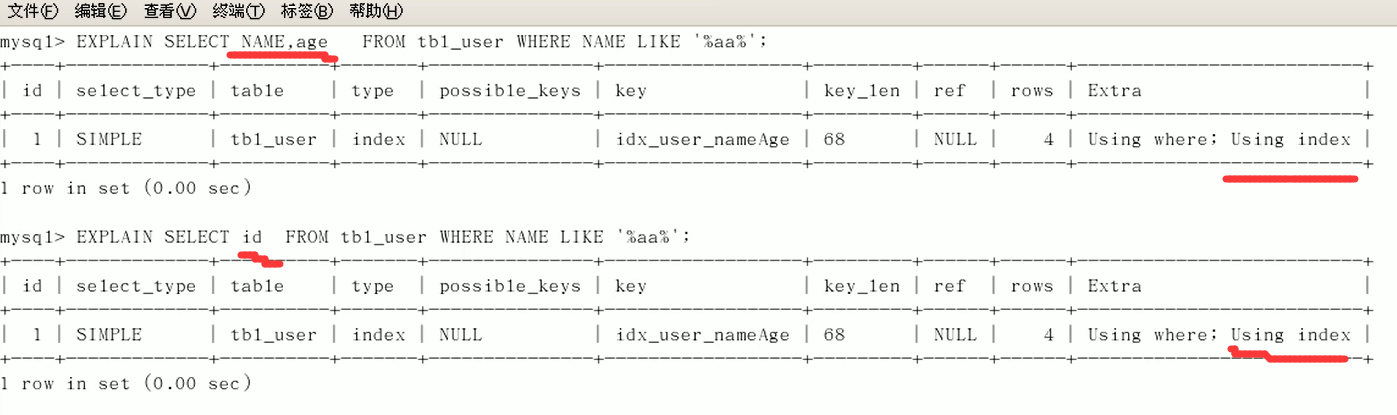 文件(F) 编辑(E) 查看(V) 终端(T) 标签(B) 帮助(H)
mysql> EXPLAIN SELECT NAME,age   FROM tbl_user WHERE NAME LIKE '%aa%';
+----+-------------+----------+-------+---------------+------------------+---------+------+------+--------------------------+
| id | select_type | table    | type  | possible_keys | key              | key_len | ref  | rows | Extra                    |
+----+-------------+----------+-------+---------------+------------------+---------+------+------+--------------------------+
|  1 | SIMPLE      | tbl_user | index | NULL          | idx_user_nameAge | 68      | NULL |    4 | Using where; Using index |
+----+-------------+----------+-------+---------------+------------------+---------+------+------+--------------------------+
1 row in set (0.00 sec)
mysql> EXPLAIN SELECT id  FROM tbl_user WHERE NAME LIKE '%aa%';
+----+-------------+----------+-------+---------------+------------------+---------+------+------+--------------------------+
| id | select_type | table    | type  | possible_keys | key              | key_len | ref  | rows | Extra                    |
+----+-------------+----------+-------+---------------+------------------+---------+------+------+--------------------------+
|  1 | SIMPLE      | tbl_user | index | NULL          | idx_user_nameAge | 68      | NULL |    4 | Using where; Using index |
+----+-------------+----------+-------+---------------+------------------+---------+------+------+--------------------------+
1 row in set (0.00 sec)